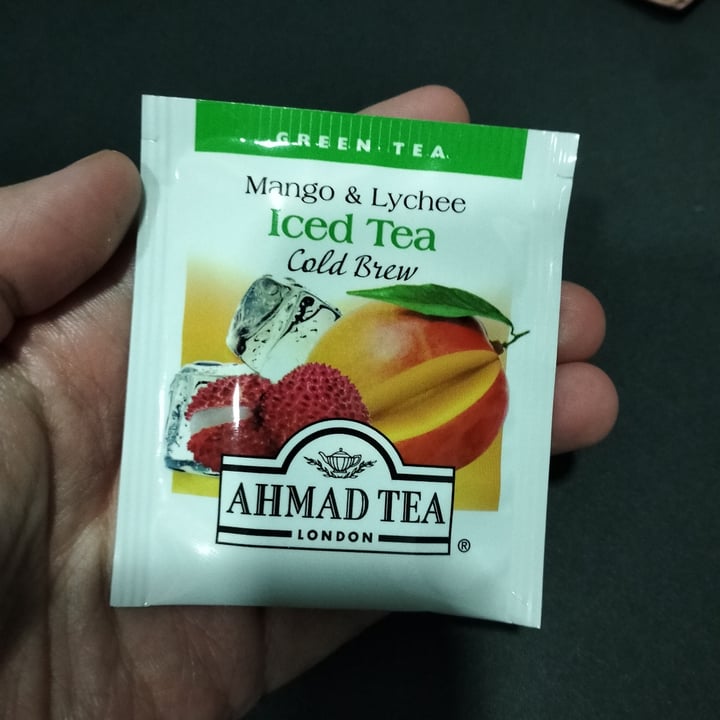 GREEN TEA
Mango & Lychee
Iced Tea
Cold Brew
AHMAD TEA
LONDON
®